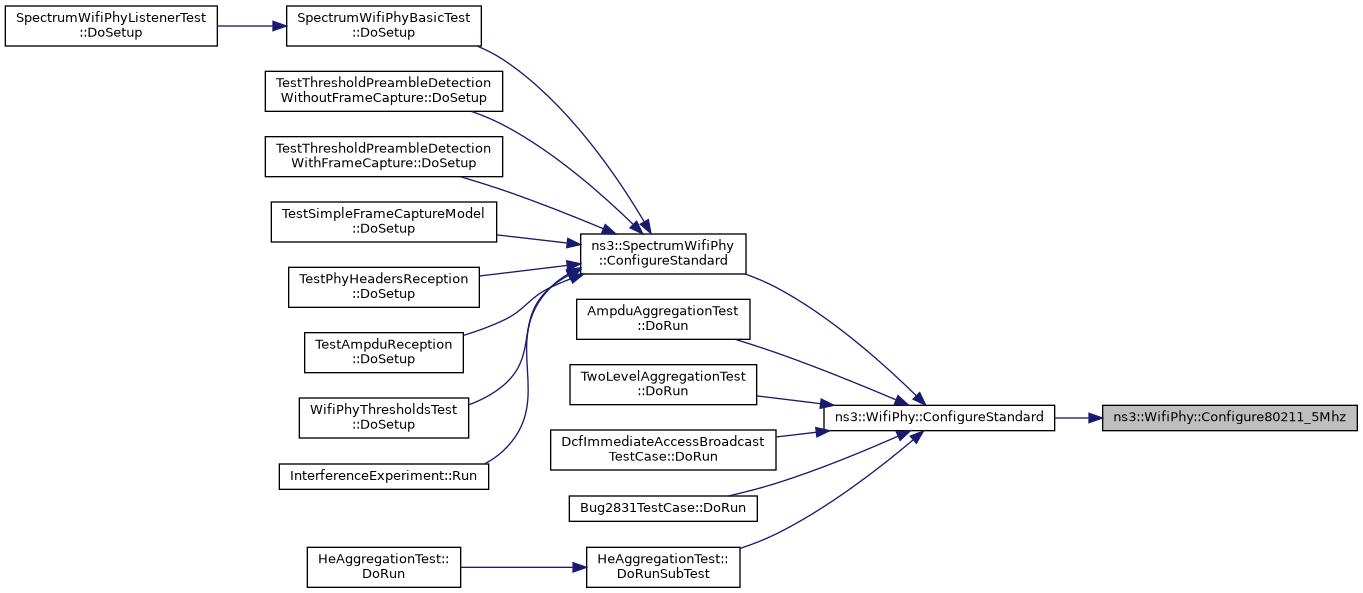 SpectrumWifiPhyListenerTest
::DoSetup
SpectrumWifiPhyBasicTest
::DoSetup
TestThresholdPreambleDetection
WithoutFrameCapture::DoSetup
TestThresholdPreambleDetection
WithFrameCapture::DoSetup
TestSimpleFrameCaptureModel
::DoSetup
TestPhyHeadersReception
::DoSetup
TestAmpduReception
::DoSetup
WifiPhyThresholdsTest
::DoSetup
InterferenceExperiment::Run
HeAggregationTest::
DoRun
ns3::SpectrumWifiPhy
::ConfigureStandard
AmpduAggregationTest
::DoRun
TwoLevelAggregationTest
::DoRun
DcfImmediateAccessBroadcast
TestCase::DoRun
Bug2831TestCase::DoRun
HeAggregationTest::
DoRunSubTest
ns3::WifiPhy::ConfigureStandard
ns3::WifiPhy::Configure80211_5Mhz